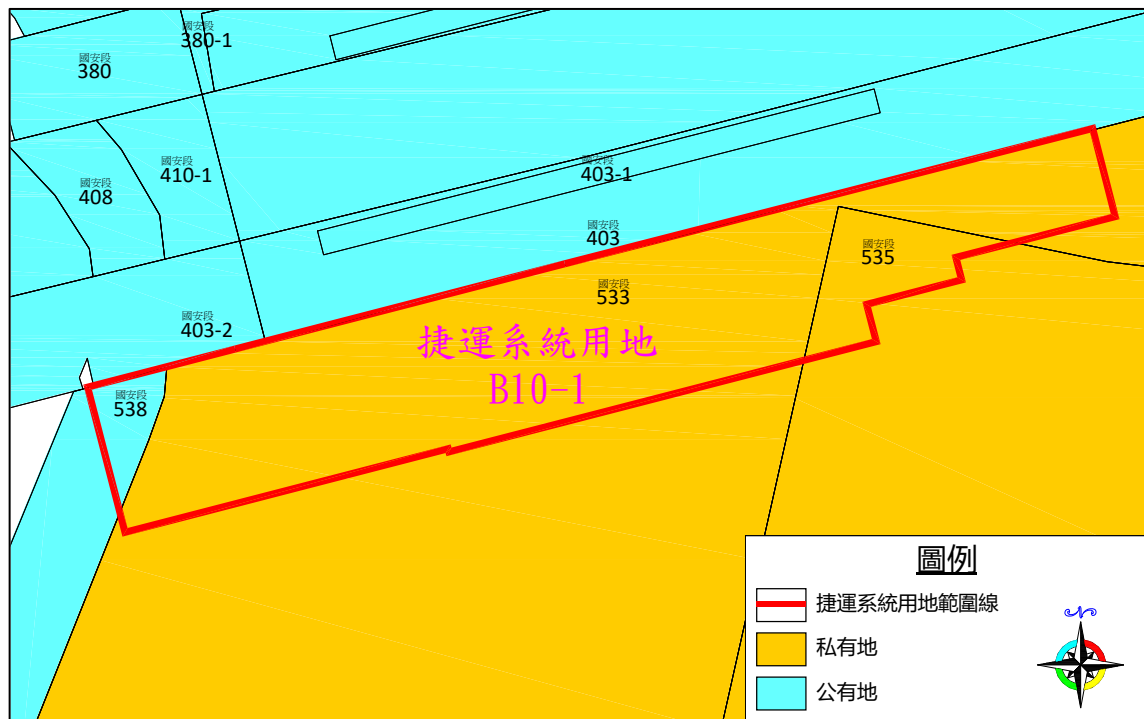 國安段
380-1
國安段
380
國安段
410-1
國安段
403-1
國安段
408
國安段
403
國安段
535
國安段
533
國安段
403-2
捷運系統用地
B10-1
國安段
538
圖例
捷運系統用地範圍線
私有地
公有地
N